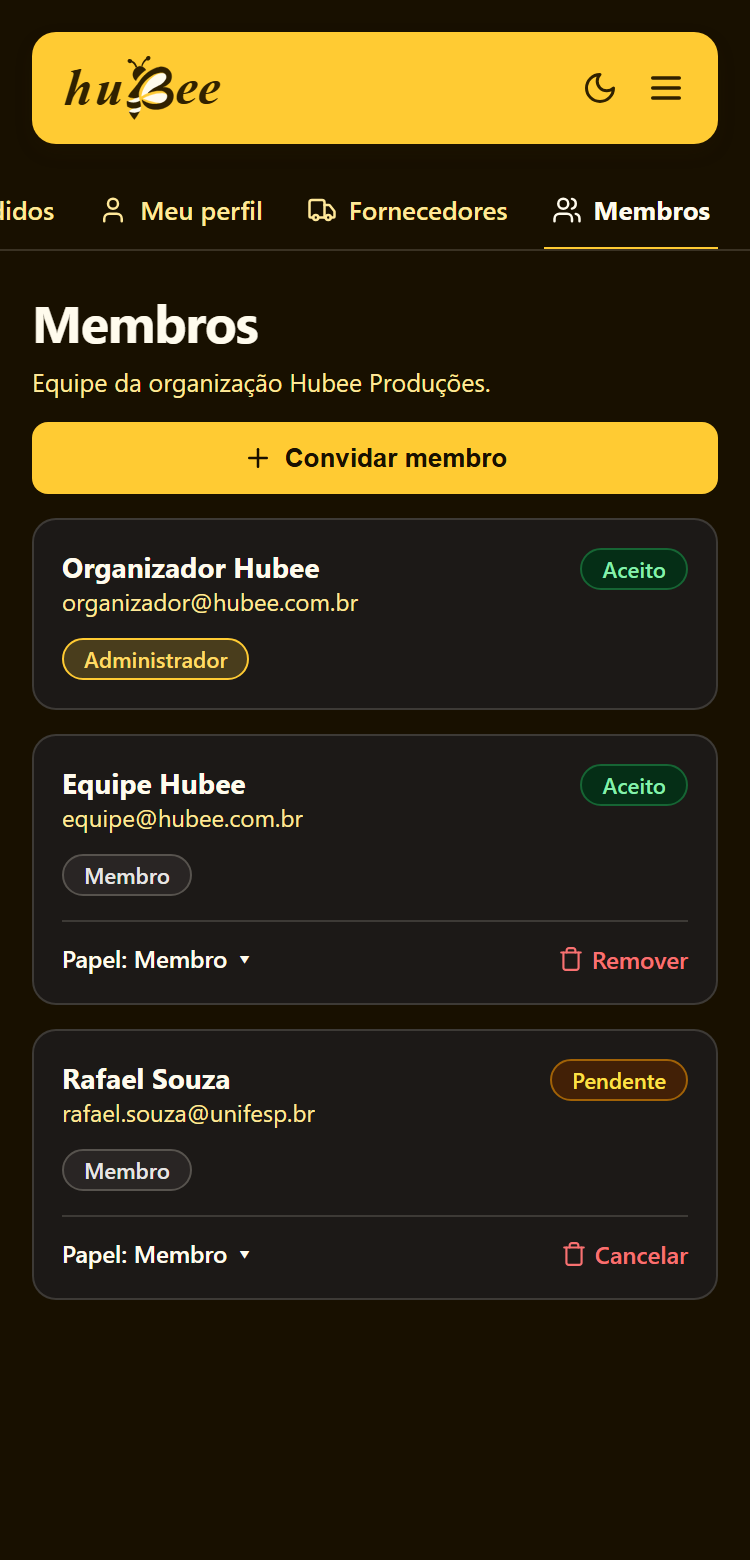 huBee
didos Meu perfil Fornecedores Membros
Membros
Equipe da organização Hubee Produções.
+ Convidar membro
Organizador Hubee Aceito
organizador@hubee.com.br
Administrador
Equipe Hubee Aceito
equipe@hubee.com.br
Membro
Papel: Membro ▼ Remover
Rafael Souza Pendente
rafael.souza@unifesp.br
Membro
Papel: Membro ▼ Cancelar